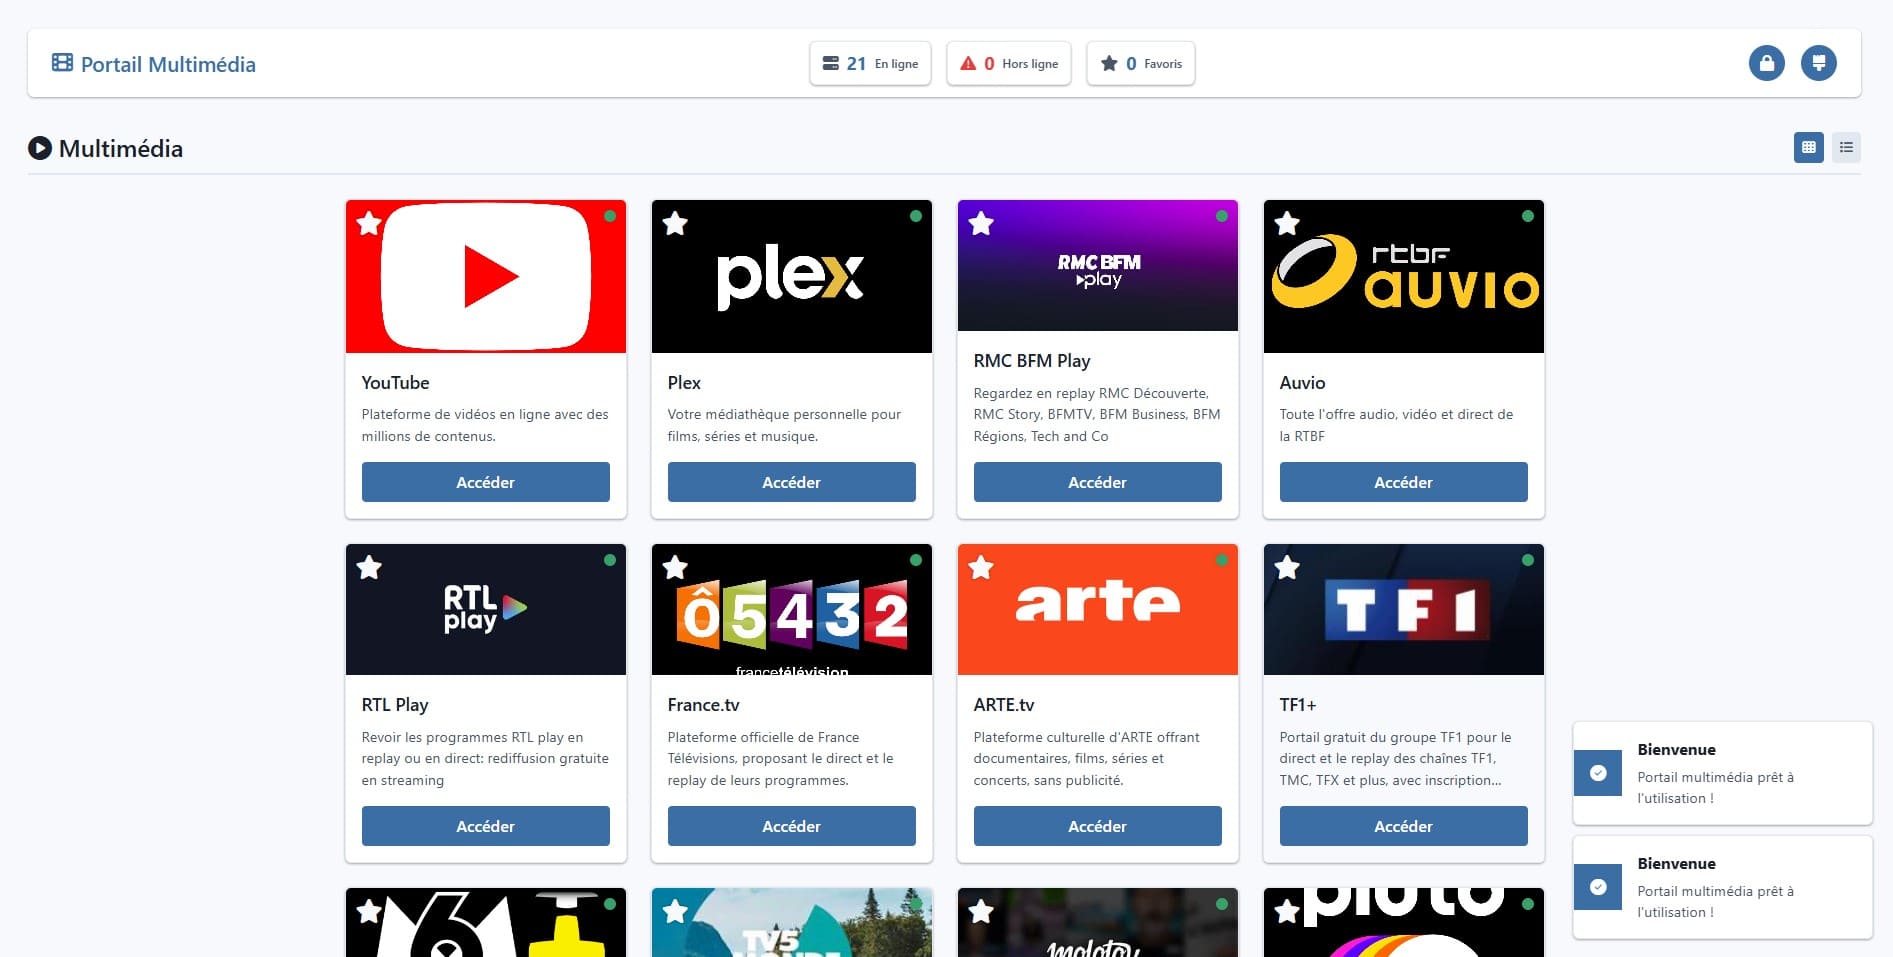 Portail Multimédia
21 En ligne
0 Hors ligne
0 Favoris
Multimédia
plex
RMC BFM
play
rtbf
auvio
YouTube
Plateforme de vidéos en ligne avec des
millions de contenus.
Accéder
Plex
Votre médiathèque personnelle pour
films, séries et musique.
Accéder
RMC BFM Play
Regardez en replay RMC Découverte,
RMC Story, BFMTV, BFM Business, BFM
Régions, Tech and Co
Accéder
Auvio
Toute l'offre audio, vidéo et direct de
la RTBF
Accéder
RTL
play
ô 5 4 3 2
francetélévision
arte
TF1
RTL Play
Revoir les programmes RTL play en
replay ou en direct: rediffusion gratuite
en streaming
Accéder
France.tv
Plateforme officielle de France
Télévisions, proposant le direct et le
replay de leurs programmes.
Accéder
ARTE.tv
Plateforme culturelle d'ARTE offrant
documentaires, films, séries et
concerts, sans publicité.
Accéder
TF1+
Portail gratuit du groupe TF1 pour le
direct et le replay des chaînes TF1,
TMC, TFX et plus, avec inscription...
Accéder
Bienvenue
Portail multimédia prêt à
l'utilisation !
Bienvenue
Portail multimédia prêt à
l'utilisation !
M6
TV5
MONDE
molotov
pluto